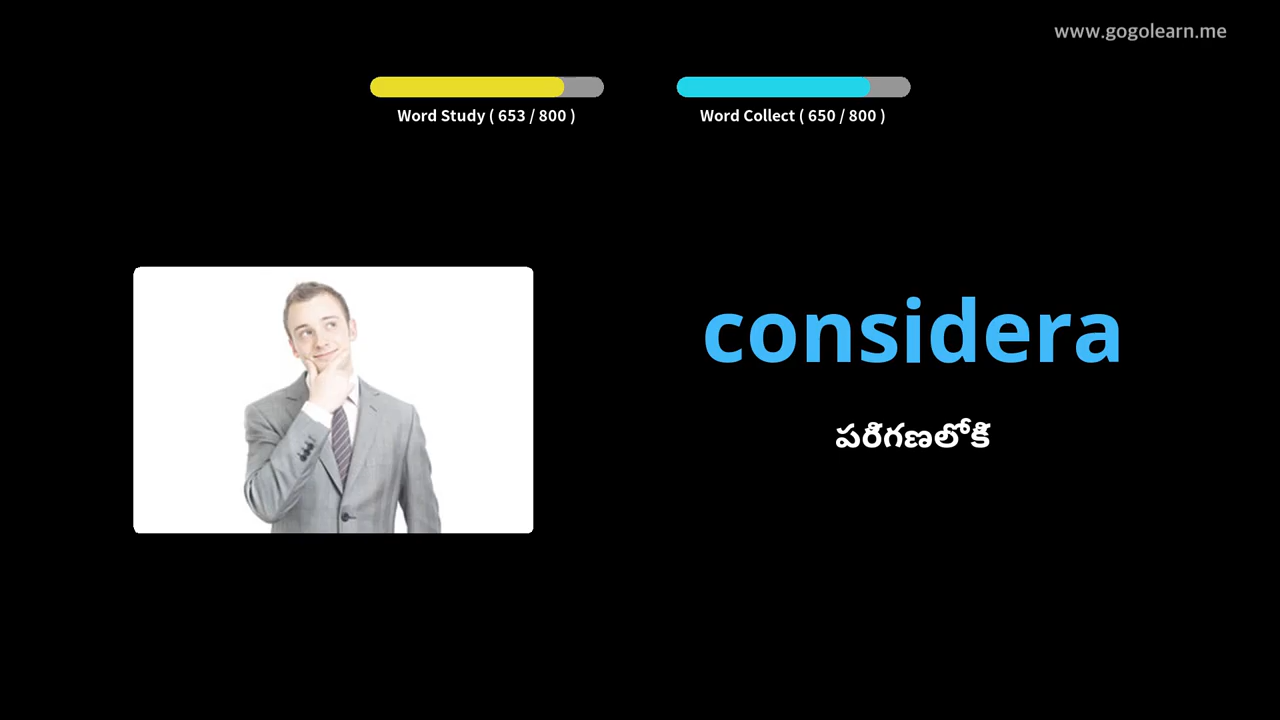 www.gogolearn.me
Word Study ( 653 / 800 )
Word Collect ( 650 / 800 )
considera
పరిగణలోకి